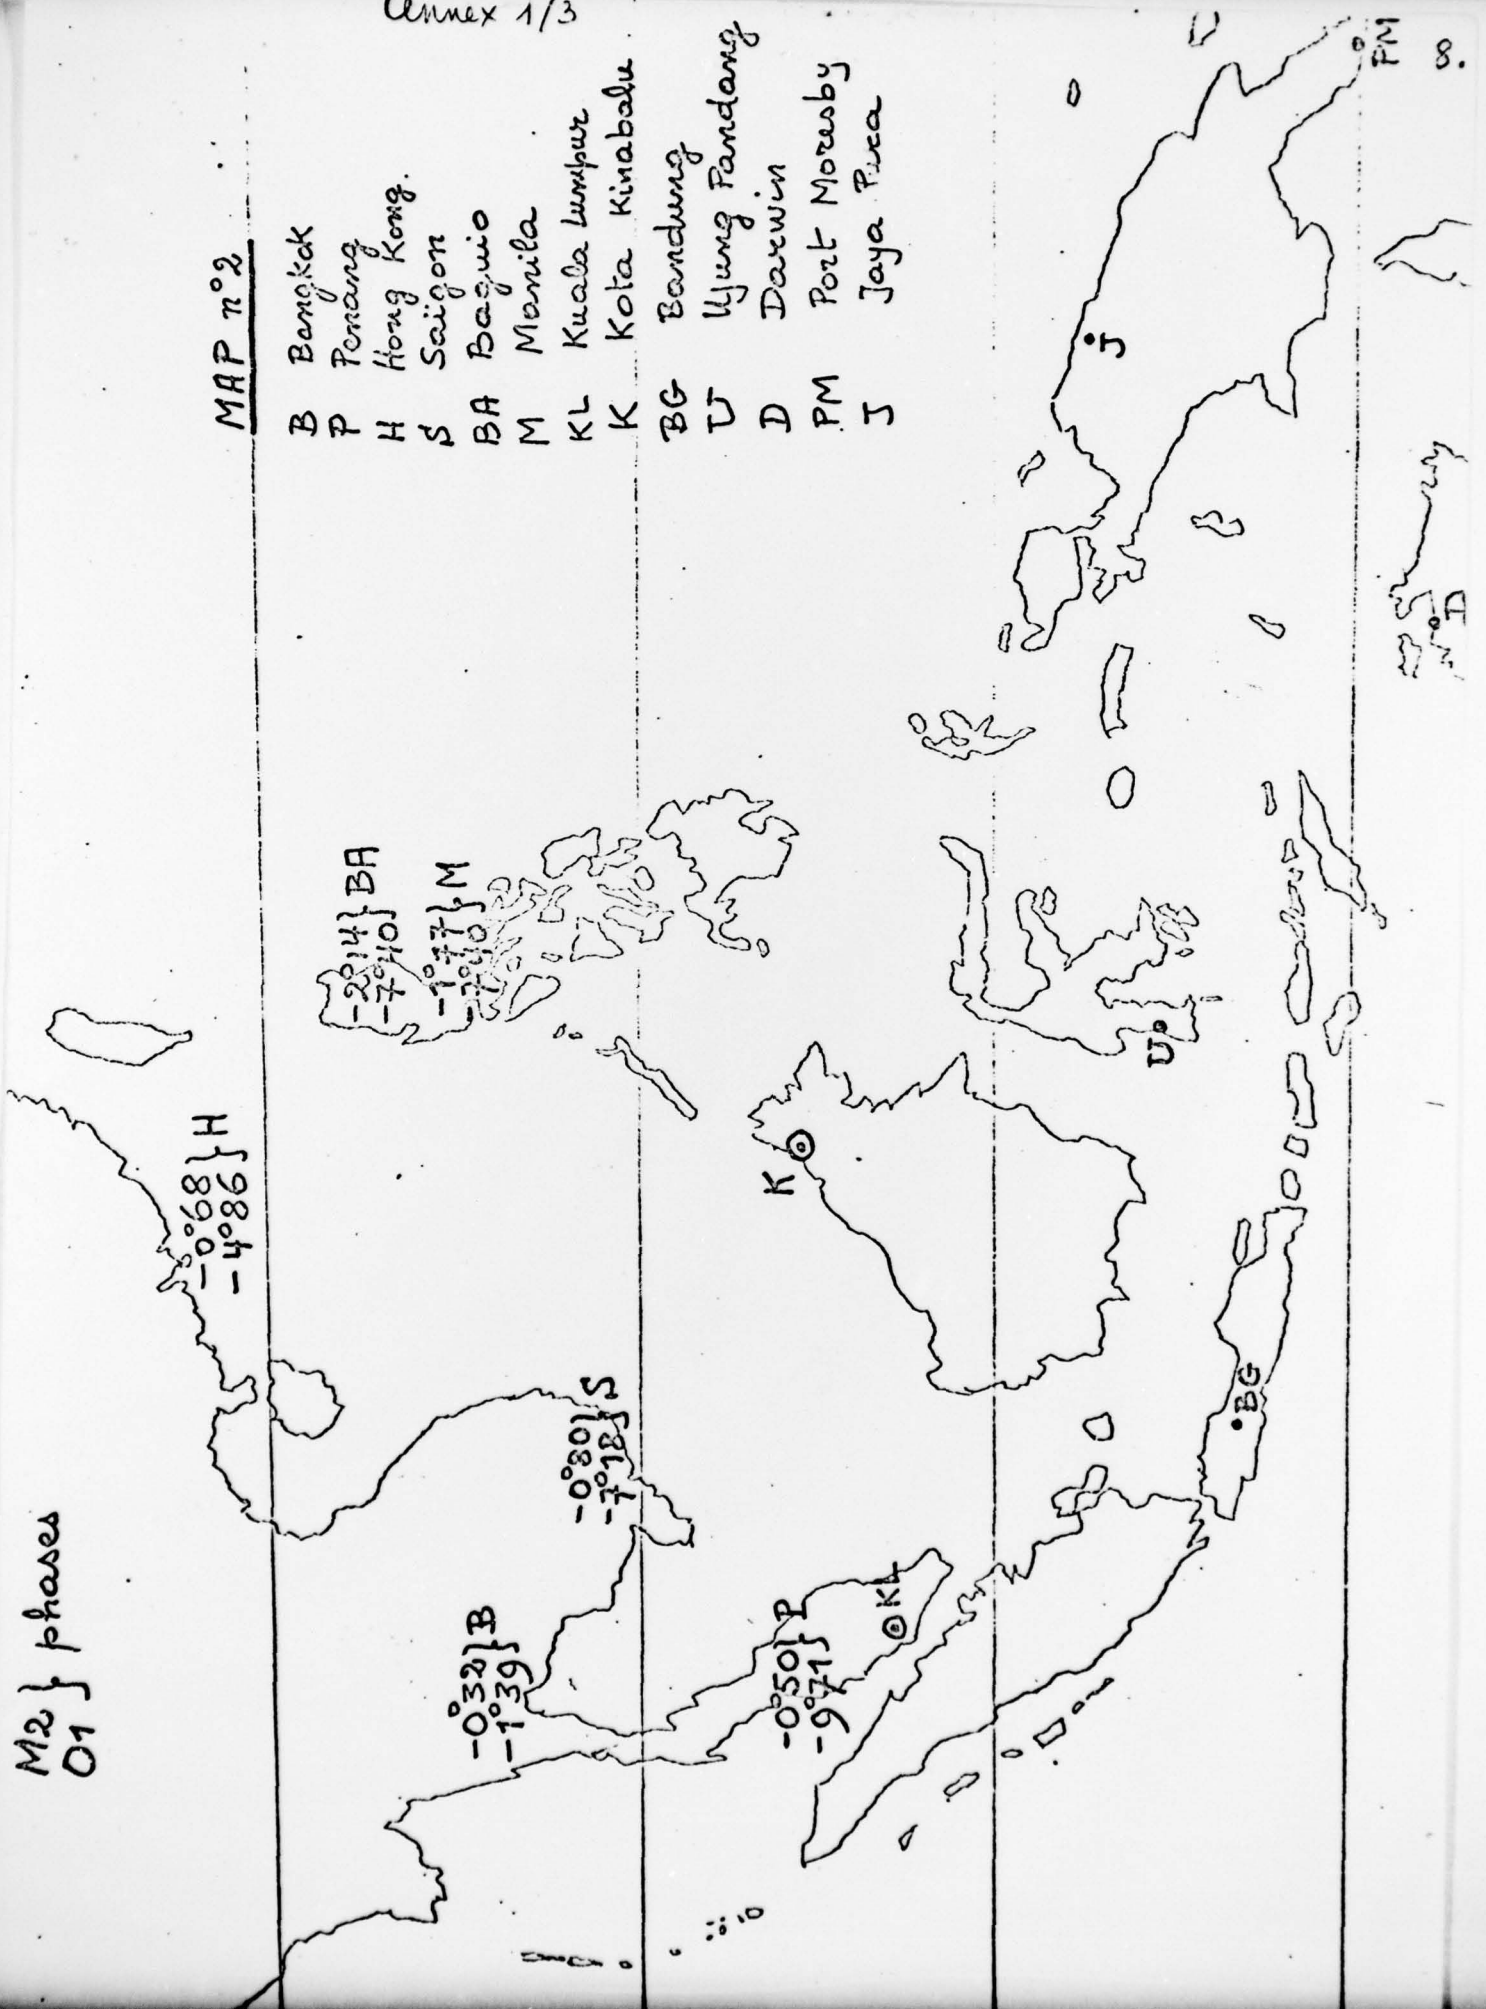 Annex 1/3
8.
M2 } phases
O1
MAP n°2
B Bangkok
P Penang
H Hong Kong.
S Saïgon
BA Baguio
M Manila
KL Kuala Lumpur
K Kota Kinabalu
BG Bandung
U Ujung Pandang
D Darwin
PM Port Moresby
J Jaya Pura
-0°68 } H
-4°86
-2°14 } BA
-7°40
-1°77 } M
-7°40
-0°32 } B
-1°39
-0°80 } S
-7°18
-0°50 } P
-9°71
K
KL
U
BG
J
D
PM